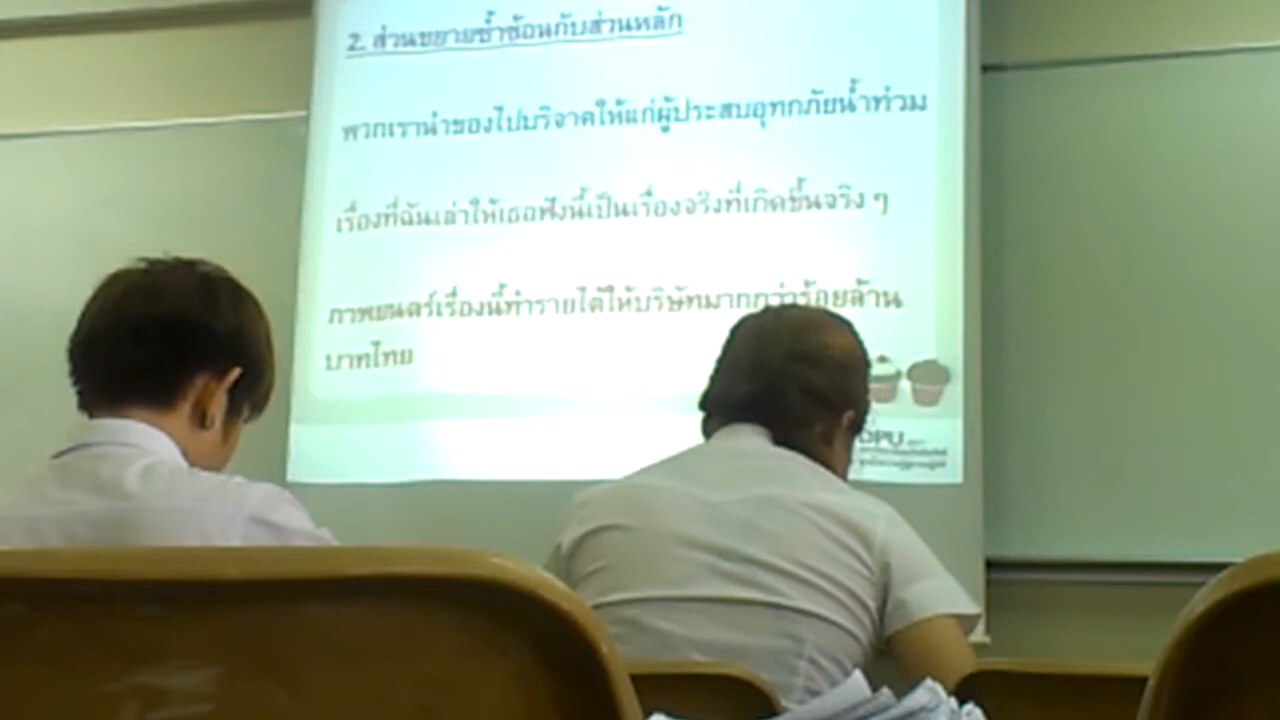 2. ส่วนขยายซ้ำซ้อนกับส่วนหลัก
พวกเรานำของไปบริจาคให้แก่ผู้ประสบอุทกภัยน้ำท่วม
เรื่องที่ฉันเล่าให้เธอฟังนี้เป็นเรื่องจริงที่เกิดขึ้นจริง ๆ
ภาพยนตร์เรื่องนี้ทำรายได้ให้บริษัทมากกว่าร้อยล้าน
บาทไทย
DPU